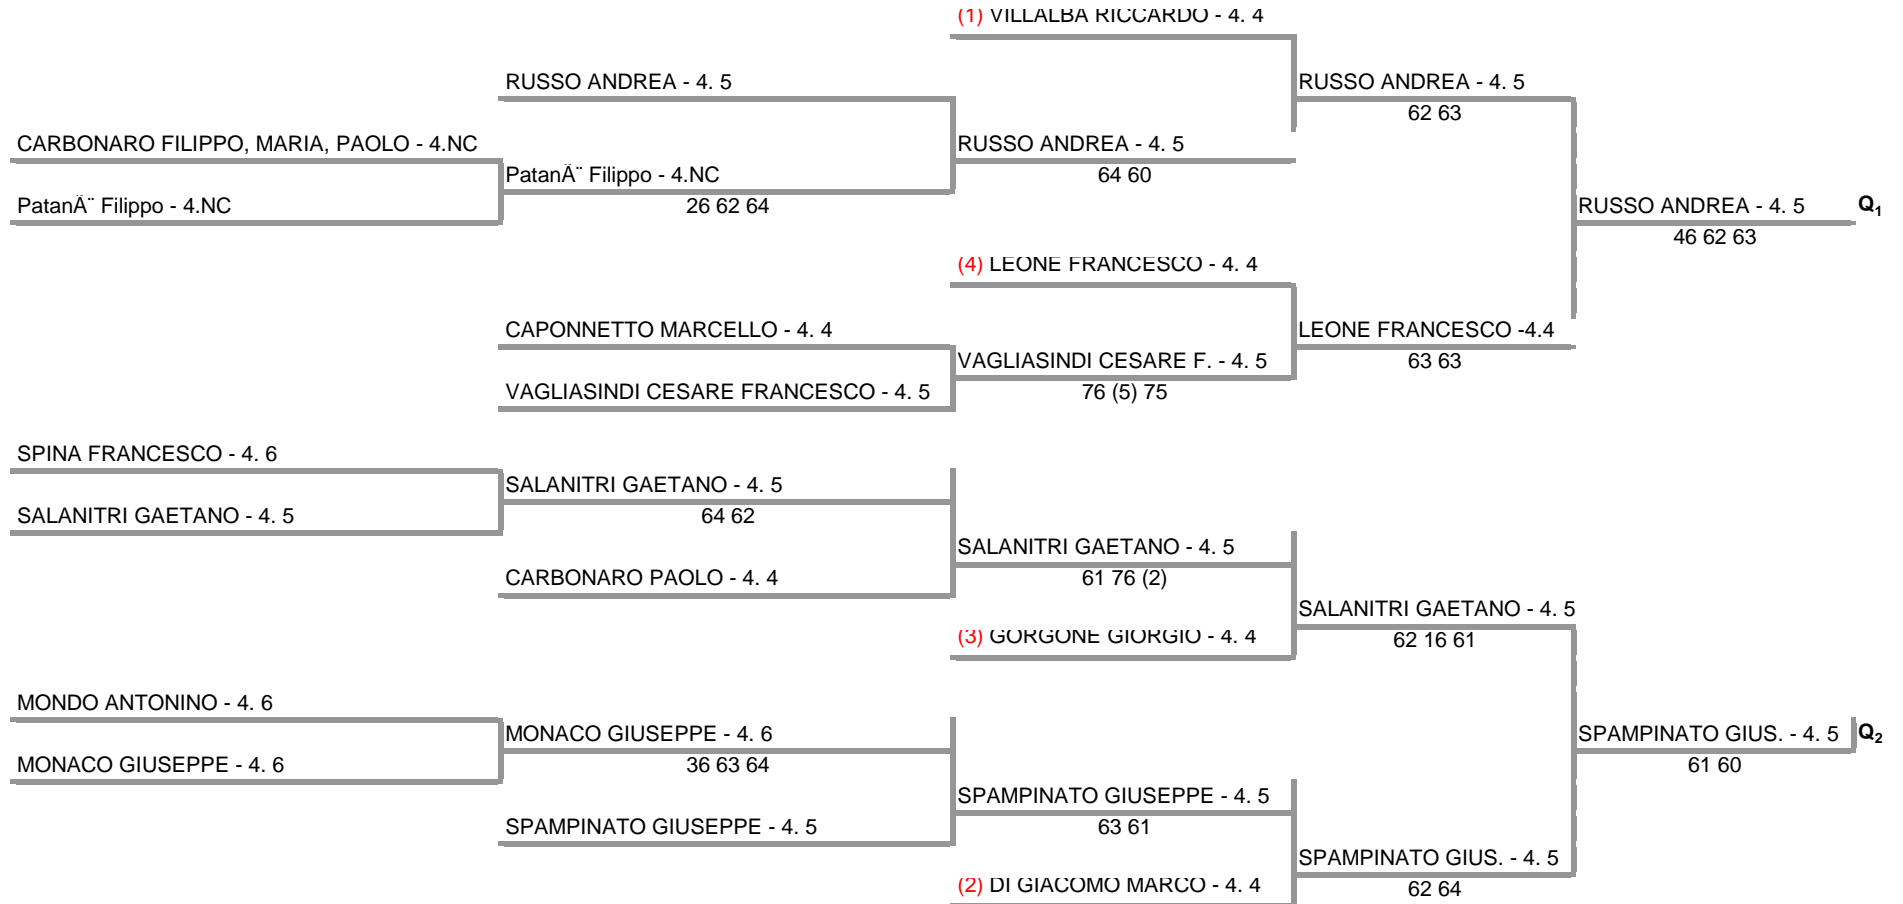 (1) VILLALBA RICCARDO - 4. 4
RUSSO ANDREA - 4. 5
RUSSO ANDREA - 4. 5
62 63
CARBONARO FILIPPO, MARIA, PAOLO - 4.NC
RUSSO ANDREA - 4. 5
64 60
PatanÃ¨ Filippo - 4.NC
26 62 64
PatanÃ¨ Filippo - 4.NC
RUSSO ANDREA - 4. 5 Q1
46 62 63
(4) LEONE FRANCESCO - 4. 4
CAPONNETTO MARCELLO - 4. 4
LEONE FRANCESCO -4.4
63 63
VAGLIASINDI CESARE F. - 4. 5
76 (5) 75
VAGLIASINDI CESARE FRANCESCO - 4. 5
SPINA FRANCESCO - 4. 6
SALANITRI GAETANO - 4. 5
64 62
SALANITRI GAETANO - 4. 5
SALANITRI GAETANO - 4. 5
61 76 (2)
CARBONARO PAOLO - 4. 4
SALANITRI GAETANO - 4. 5
62 16 61
(3) GORGONE GIORGIO - 4. 4
MONDO ANTONINO - 4. 6
MONACO GIUSEPPE - 4. 6
36 63 64
SPAMPINATO GIUS. - 4. 5 Q2
61 60
MONACO GIUSEPPE - 4. 6
SPAMPINATO GIUSEPPE - 4. 5
63 61
SPAMPINATO GIUSEPPE - 4. 5
SPAMPINATO GIUS. - 4. 5
62 64
(2) DI GIACOMO MARCO - 4. 4